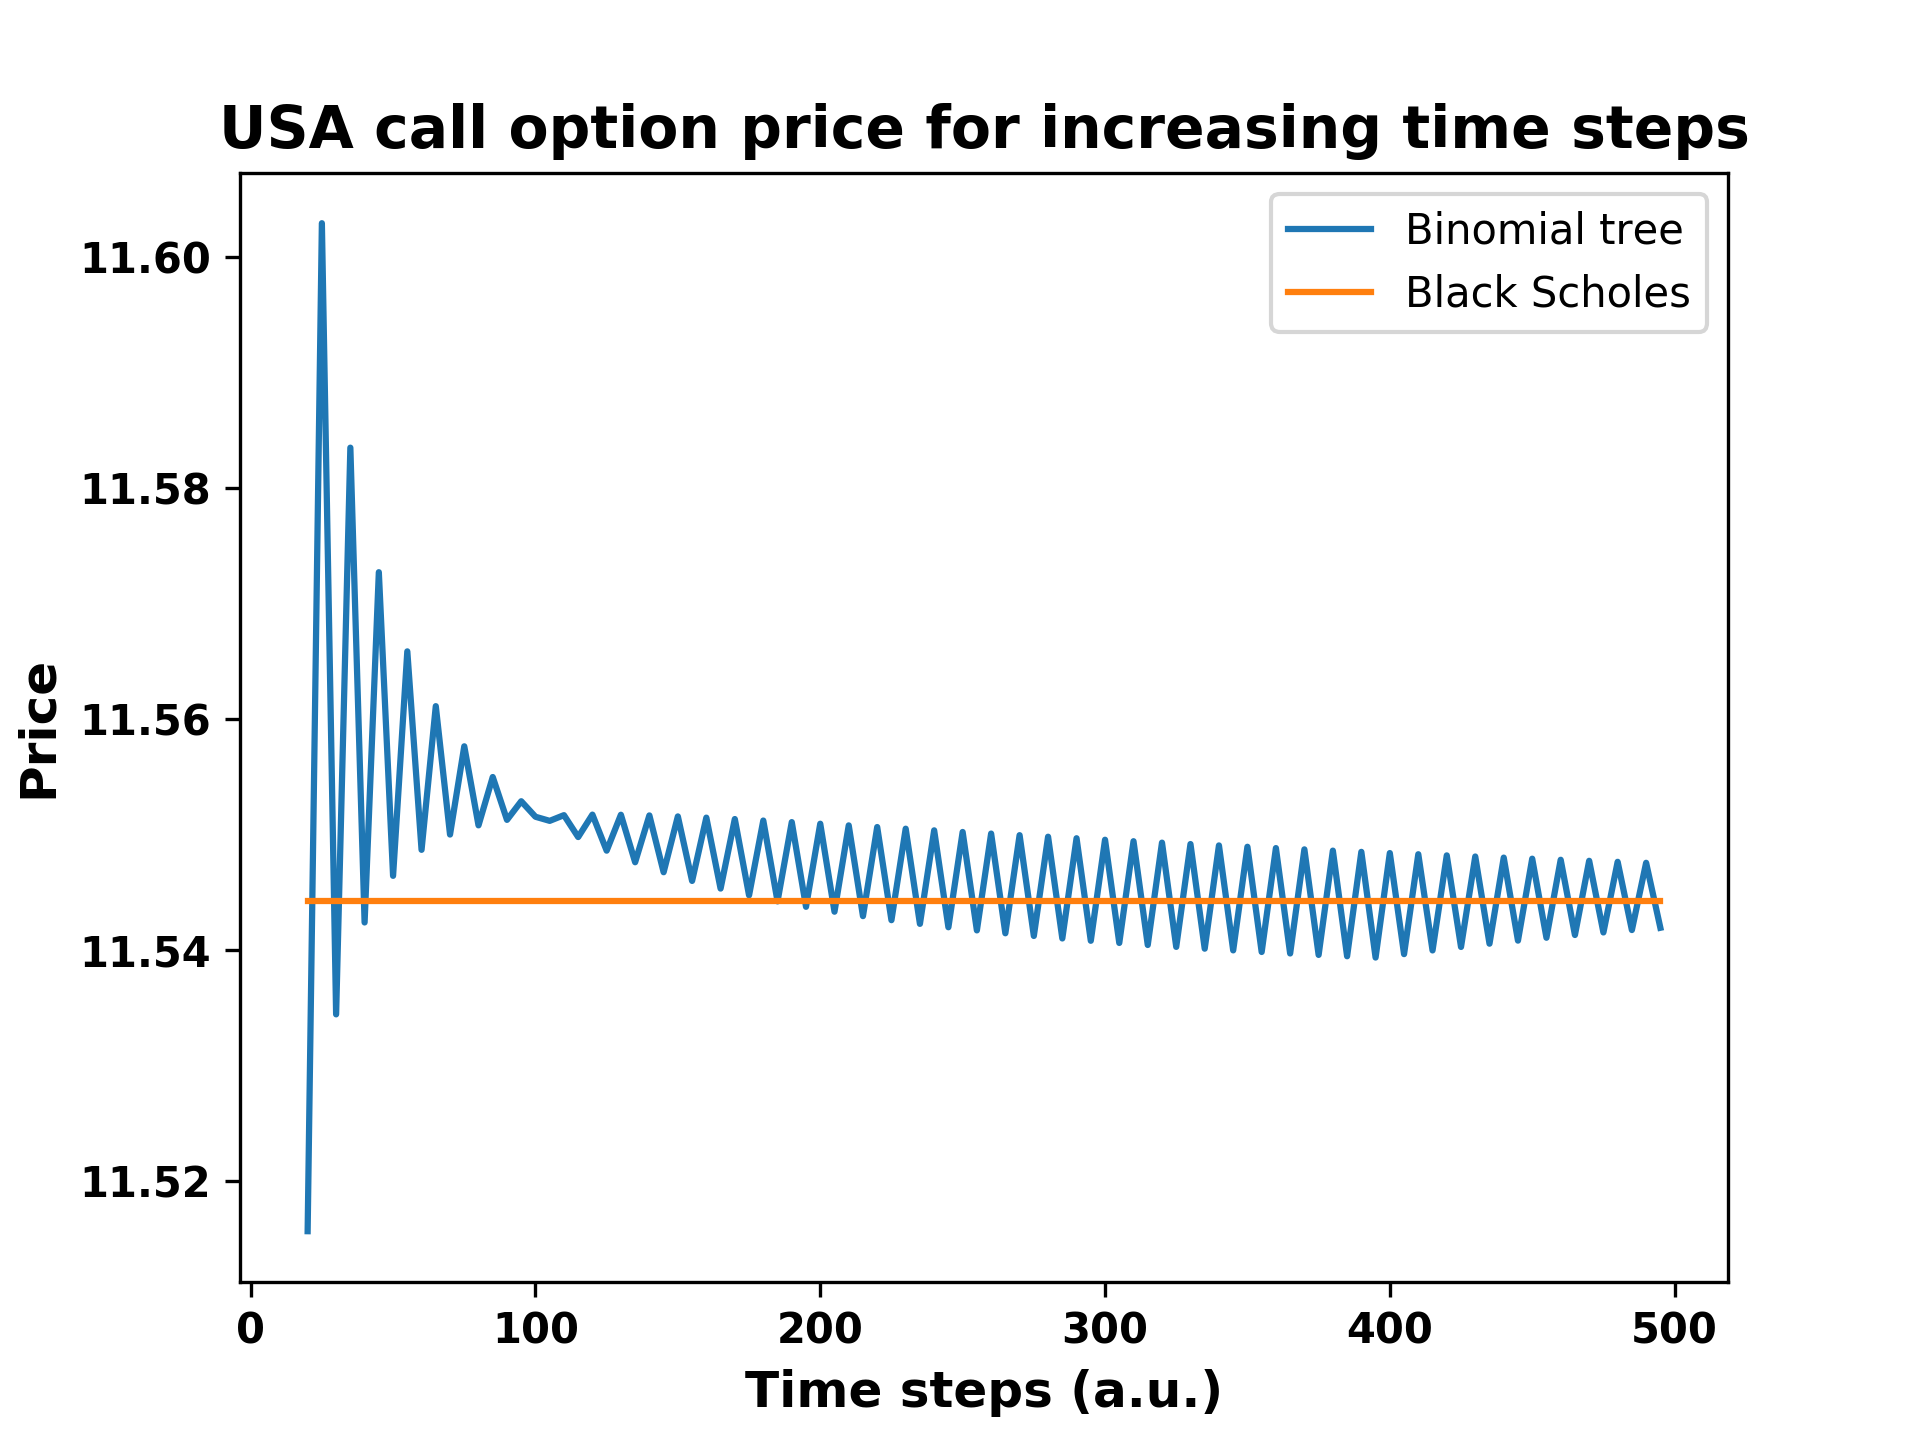 USA call option price for increasing time steps
Binomial tree
Black Scholes
11.60
11.58
11.56
11.54
11.52
Price
0 100 200 300 400 500
Time steps (a.u.)